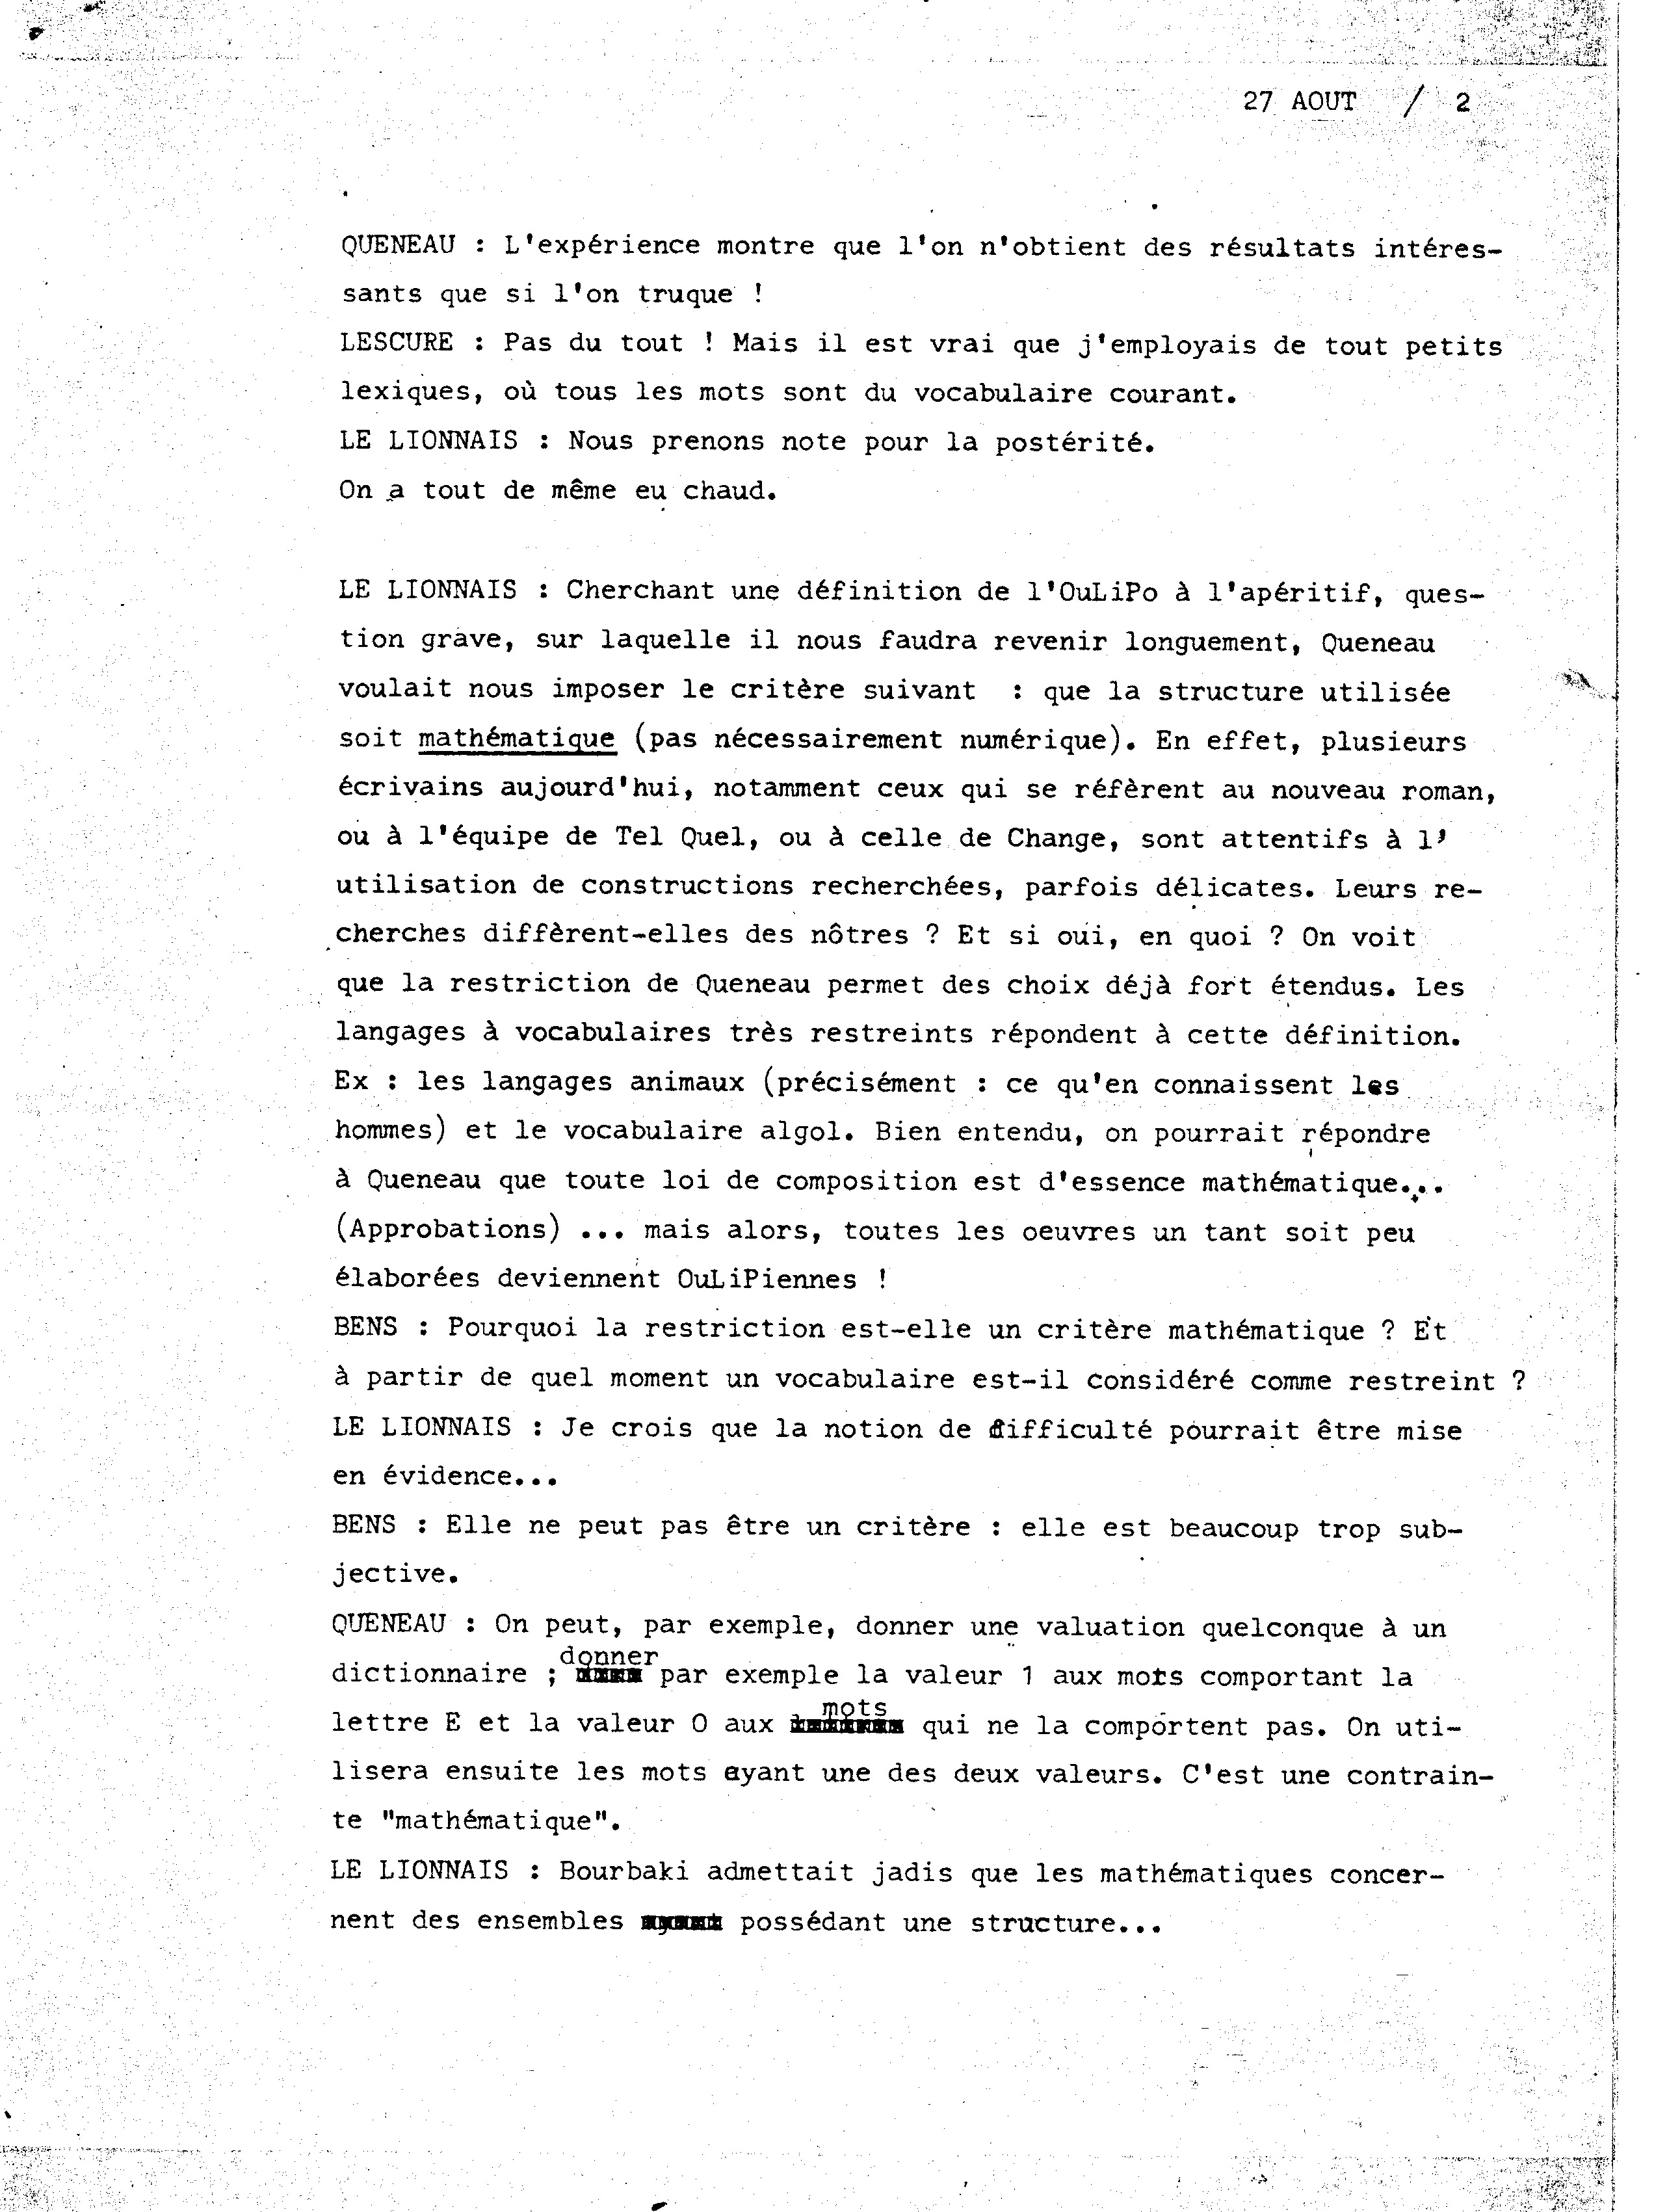 27 AOUT / 2
QUENEAU : L'expérience montre que l'on n'obtient des résultats intéres-
sants que si l'on truque !
LESCURE : Pas du tout ! Mais il est vrai que j'employais de tout petits
lexiques, où tous les mots sont du vocabulaire courant.
LE LIONNAIS : Nous prenons note pour la postérité.
On a tout de même eu chaud.
LE LIONNAIS : Cherchant une définition de l'OuLiPo à l'apéritif, ques-
tion grave, sur laquelle il nous faudra revenir longuement, Queneau
voulait nous imposer le critère suivant : que la structure utilisée
soit mathématique (pas nécessairement numérique). En effet, plusieurs
écrivains aujourd'hui, notamment ceux qui se réfèrent au nouveau roman,
ou à l'équipe de Tel Quel, ou à celle de Change, sont attentifs à l'
utilisation de constructions recherchées, parfois délicates. Leurs re-
cherches diffèrent-elles des nôtres ? Et si oui, en quoi ? On voit
que la restriction de Queneau permet des choix déjà fort étendus. Les
langages à vocabulaires très restreints répondent à cette définition.
Ex : les langages animaux (précisément : ce qu'en connaissent les
hommes) et le vocabulaire algol. Bien entendu, on pourrait répondre
à Queneau que toute loi de composition est d'essence mathématique...
(Approbations) ... mais alors, toutes les oeuvres un tant soit peu
élaborées deviennent OuLiPiennes !
BENS : Pourquoi la restriction est-elle un critère mathématique ? Et
à partir de quel moment un vocabulaire est-il considéré comme restreint ?
LE LIONNAIS : Je crois que la notion de difficulté pourrait être mise
en évidence...
BENS : Elle ne peut pas être un critère : elle est beaucoup trop sub-
jective.
QUENEAU : On peut, par exemple, donner une valuation quelconque à un
dictionnaire ; donner par exemple la valeur 1 aux mots comportant la
lettre E et la valeur O aux mots qui ne la comportent pas. On uti-
lisera ensuite les mots ayant une des deux valeurs. C'est une contrain-
te "mathématique".
LE LIONNAIS : Bourbaki admettait jadis que les mathématiques concer-
nent des ensembles possédant une structure...